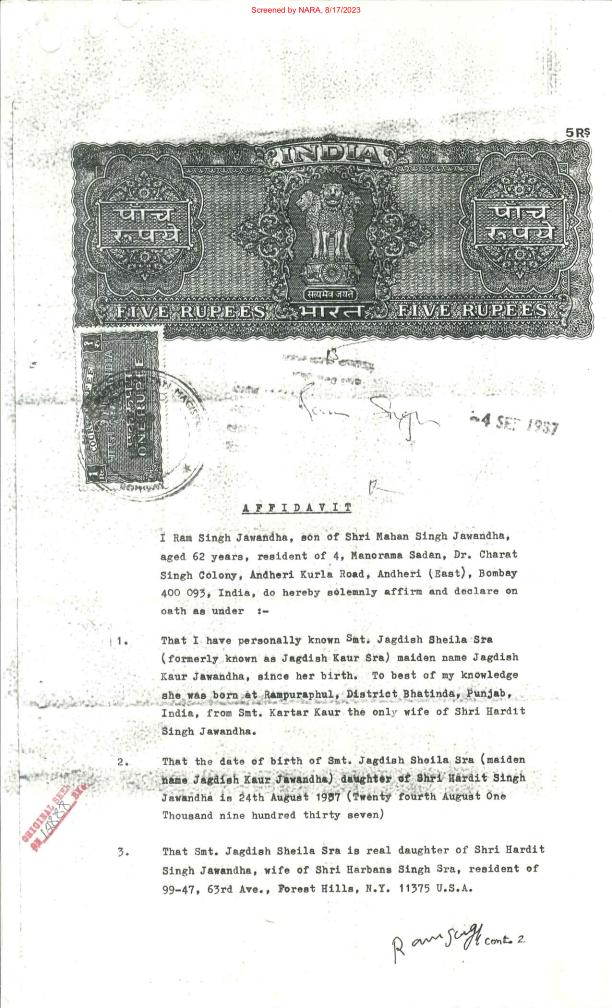 Screened by NARA, 8/17/2023
5 R$
INDIA
पाँच
रूपये
पाँच
रूपये
सत्यमेव जयते
FIVE RUPEES भारत FIVE RUPEES
INDIA
ONE RUPEE
BOMBAY
Ram Singh
-4 SEP 1987
AFFIDAVIT
I Ram Singh Jawandha, son of Shri Mahan Singh Jawandha,
aged 62 years, resident of 4, Manorama Sadan, Dr. Charat
Singh Colony, Andheri Kurla Road, Andheri (East), Bombay
400 093, India, do hereby solemnly affirm and declare on
oath as under :-
1. That I have personally known Smt. Jagdish Sheila Sra
(formerly known as Jagdish Kaur Sra) maiden name Jagdish
Kaur Jawandha, since her birth. To best of my knowledge
she was born at Rampuraphul, District Bhatinda, Punjab,
India, from Smt. Kartar Kaur the only wife of Shri Hardit
Singh Jawandha.
2. That the date of birth of Smt. Jagdish Sheila Sra (maiden
name Jagdish Kaur Jawandha) daughter of Shri Hardit Singh
Jawandha is 24th August 1937 (Twenty fourth August One
Thousand nine hundred thirty seven)
3. That Smt. Jagdish Sheila Sra is real daughter of Shri Hardit
Singh Jawandha, wife of Shri Harbans Singh Sra, resident of
99-47, 63rd Ave., Forest Hills, N.Y. 11375 U.S.A.
ORIGINAL SEEN
Ram Singh cont. 2